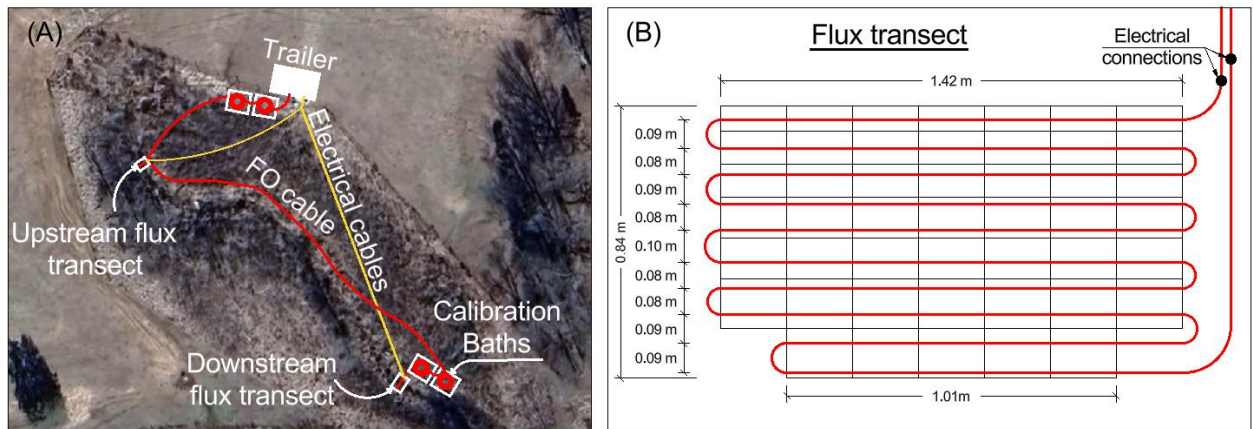 (A)
Trailer
Electrical cables
FO cable
Upstream flux
transect
Calibration
Baths
Downstream
flux transect
(B)
Flux transect
Electrical
connections
1.42 m
0.84 m
0.09 m
0.08 m
0.09 m
0.08 m
0.10 m
0.08 m
0.08 m
0.09 m
0.09 m
1.01m